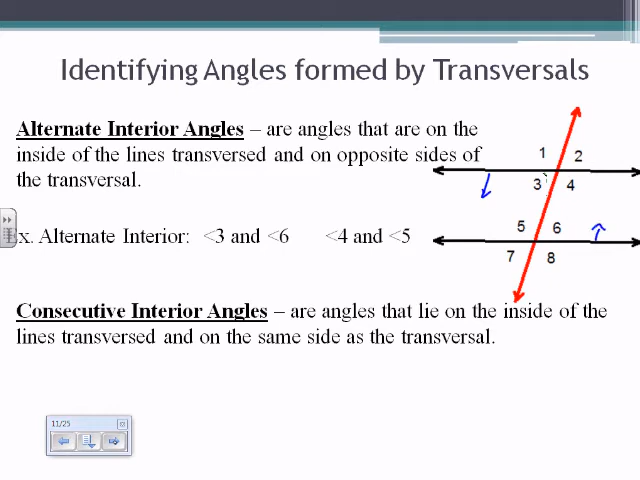 Identifying Angles formed by Transversals
Alternate Interior Angles – are angles that are on the
inside of the lines transversed and on opposite sides of
the transversal.
1 2
3 4
x. Alternate Interior: <3 and <6 <4 and <5
5 6
7 8
Consecutive Interior Angles – are angles that lie on the inside of the
lines transversed and on the same side as the transversal.
11/25